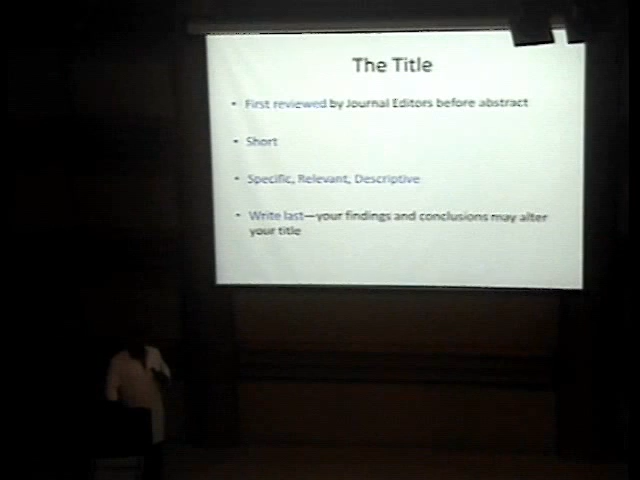 The Title
• First reviewed by Journal Editors before abstract
• Short
• Specific, Relevant, Descriptive
• Write last—your findings and conclusions may alter
your title